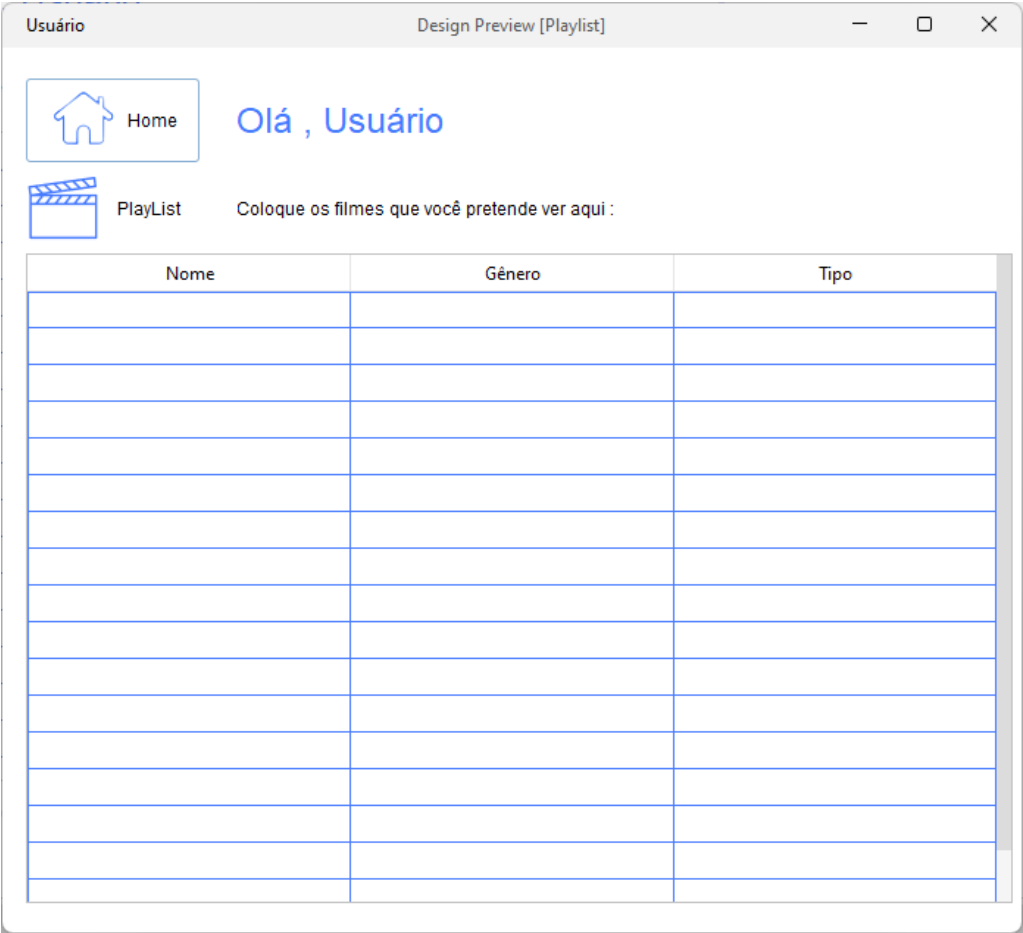 Usuário
Design Preview [Playlist]
Home
Olá , Usuário
PlayList
Coloque os filmes que você pretende ver aqui :
Nome Gênero Tipo